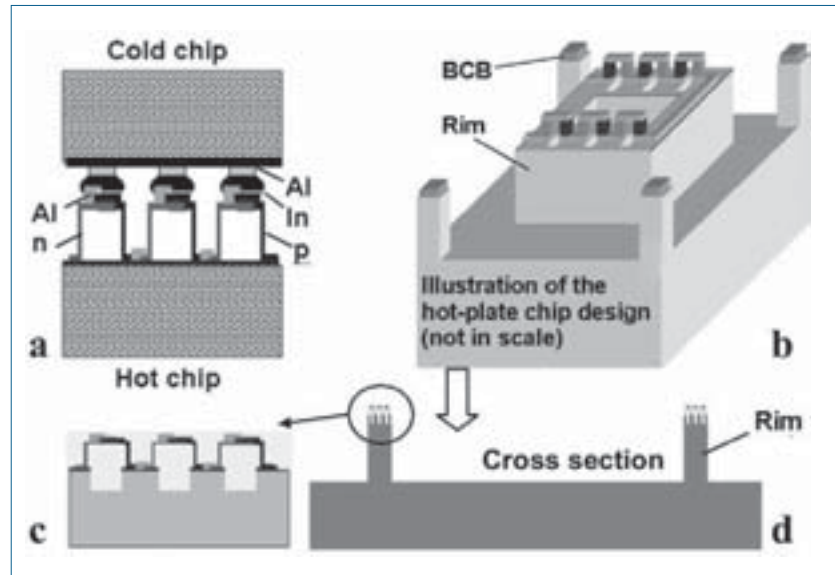 Cold chip
Al
Al
In
n
p
a
Hot chip
BCB
Rim
Illustration of the
hot-plate chip design
(not in scale)
b
c
Cross section
Rim
d